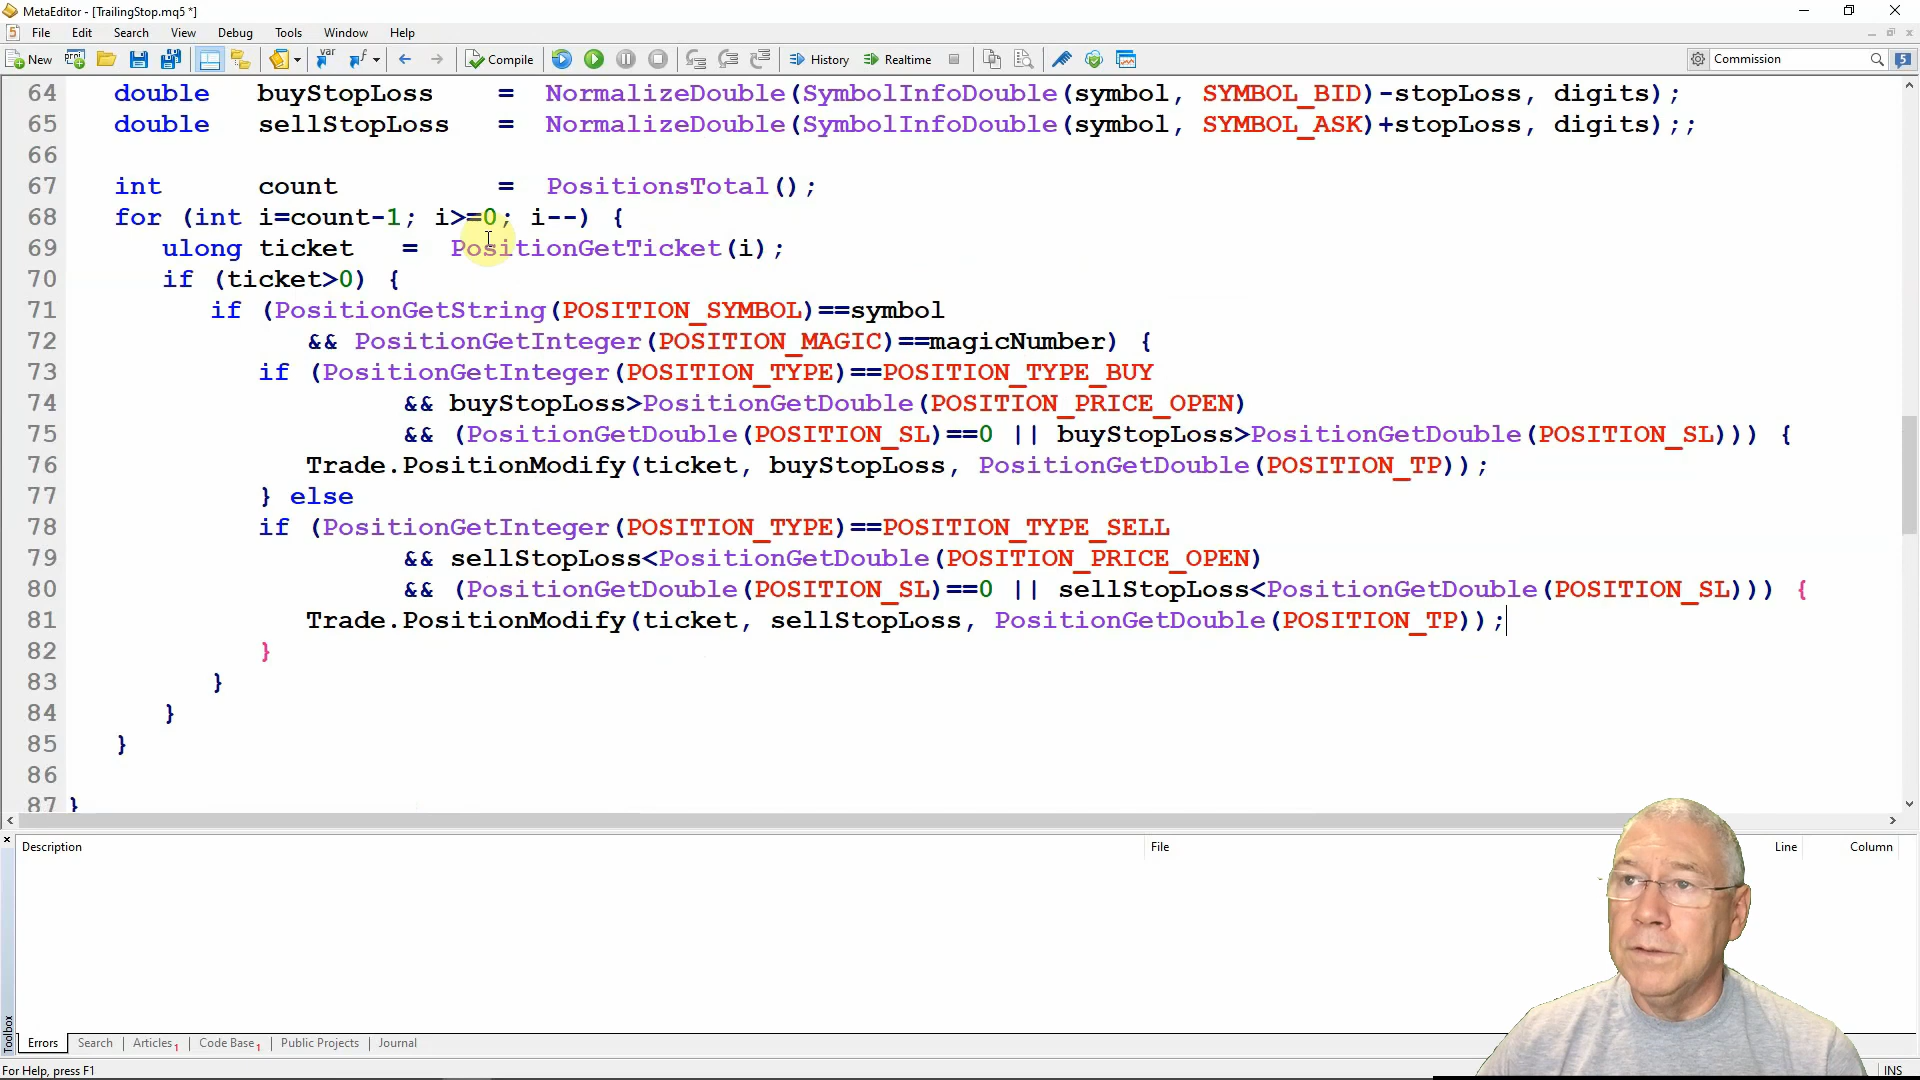 MetaEditor - [TrailingStop.mq5 *]
5 File Edit Search View Debug Tools Window Help
New Compile History Realtime Commission 5
64 double buyStopLoss = NormalizeDouble(SymbolInfoDouble(symbol, SYMBOL_BID)-stopLoss, digits);
65 double sellStopLoss = NormalizeDouble(SymbolInfoDouble(symbol, SYMBOL_ASK)+stopLoss, digits);;
66
67 int count = PositionsTotal();
68 for (int i=count-1; i>=0; i--) {
69 ulong ticket = PositionGetTicket(i);
70 if (ticket>0) {
71 if (PositionGetString(POSITION_SYMBOL)==symbol
72 && PositionGetInteger(POSITION_MAGIC)==magicNumber) {
73 if (PositionGetInteger(POSITION_TYPE)==POSITION_TYPE_BUY
74 && buyStopLoss>PositionGetDouble(POSITION_PRICE_OPEN)
75 && (PositionGetDouble(POSITION_SL)==0 || buyStopLoss>PositionGetDouble(POSITION_SL))) {
76 Trade.PositionModify(ticket, buyStopLoss, PositionGetDouble(POSITION_TP));
77 } else
78 if (PositionGetInteger(POSITION_TYPE)==POSITION_TYPE_SELL
79 && sellStopLoss<PositionGetDouble(POSITION_PRICE_OPEN)
80 && (PositionGetDouble(POSITION_SL)==0 || sellStopLoss<PositionGetDouble(POSITION_SL))) {
81 Trade.PositionModify(ticket, sellStopLoss, PositionGetDouble(POSITION_TP));
82 }
83 }
84 }
85 }
86
87 }
Description File Line Column
Toolbox
Errors Search Articles 1 Code Base 1 Public Projects Journal
For Help, press F1 INS